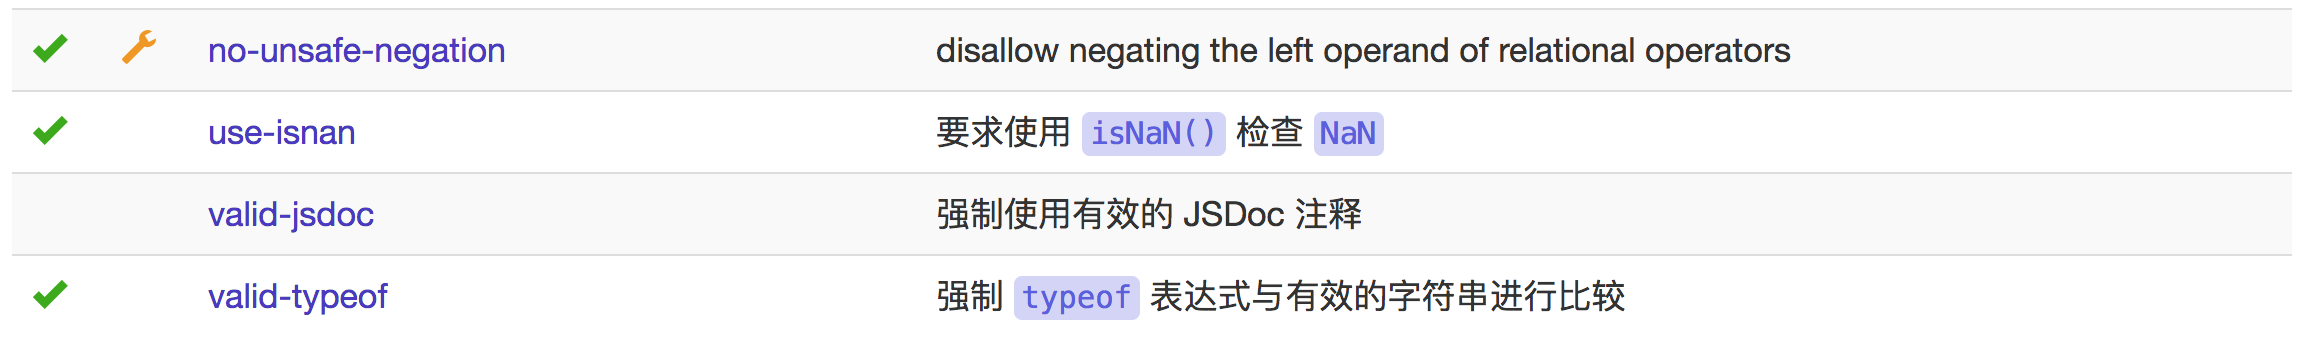 no-unsafe-negation disallow negating the left operand of relational operators
use-isnan 要求使用 isNaN() 检查 NaN
valid-jsdoc 强制使用有效的 JSDoc 注释
valid-typeof 强制 typeof 表达式与有效的字符串进行比较